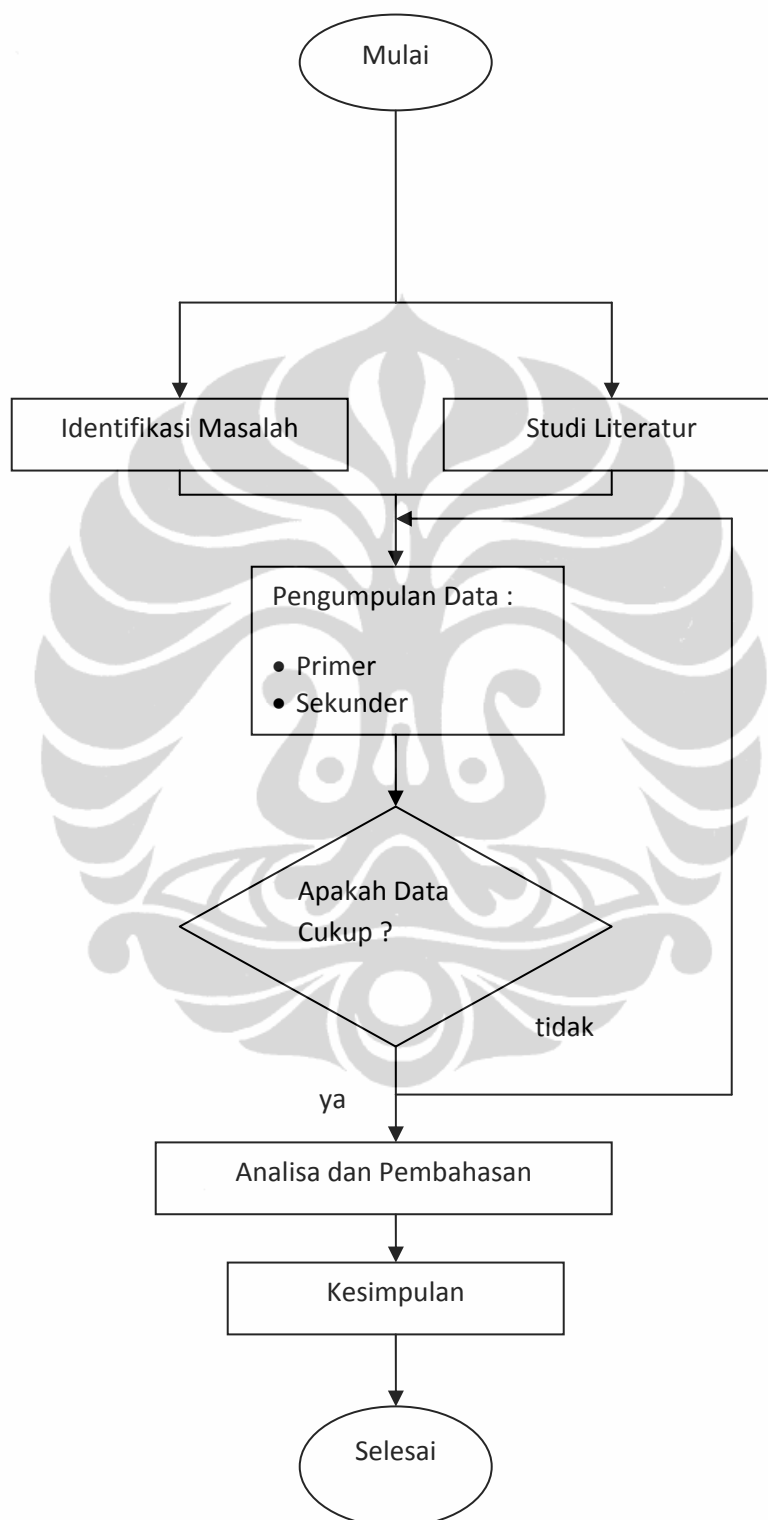 Mulai
Identifikasi Masalah
Studi Literatur
Pengumpulan Data :
• Primer
• Sekunder
Apakah Data
Cukup ?
tidak
ya
Analisa dan Pembahasan
Kesimpulan
Selesai